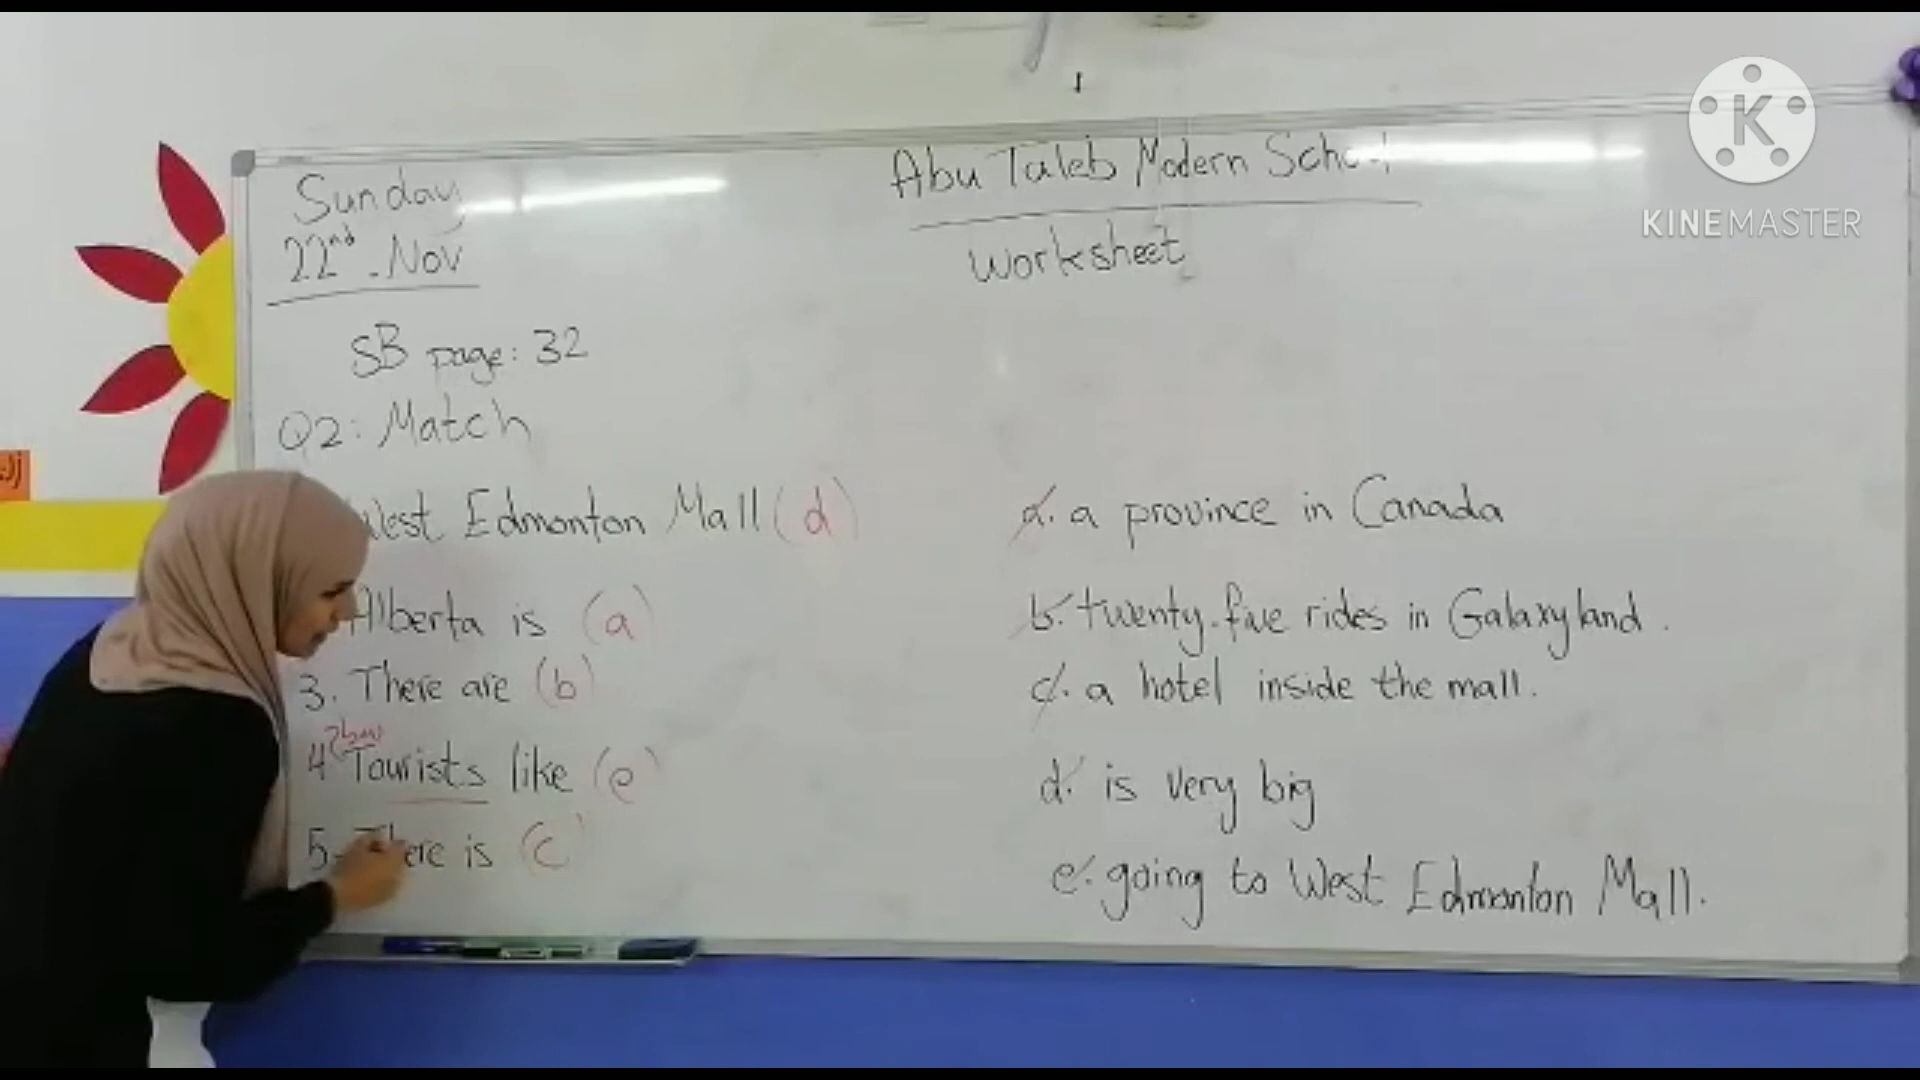 Abu Taleb Modern School
Sunday
22nd. Nov
Worksheet
SB page: 32
Q2: Match
West Edmonton Mall (d)
Alberta is (a)
3. There are (b)
4 Tourists like (e)
5. There is (c)
a. a province in Canada
b. twenty-five rides in Galaxyland.
c. a hotel inside the mall.
d. is very big
e. going to West Edmonton Mall.
K
KINEMASTER